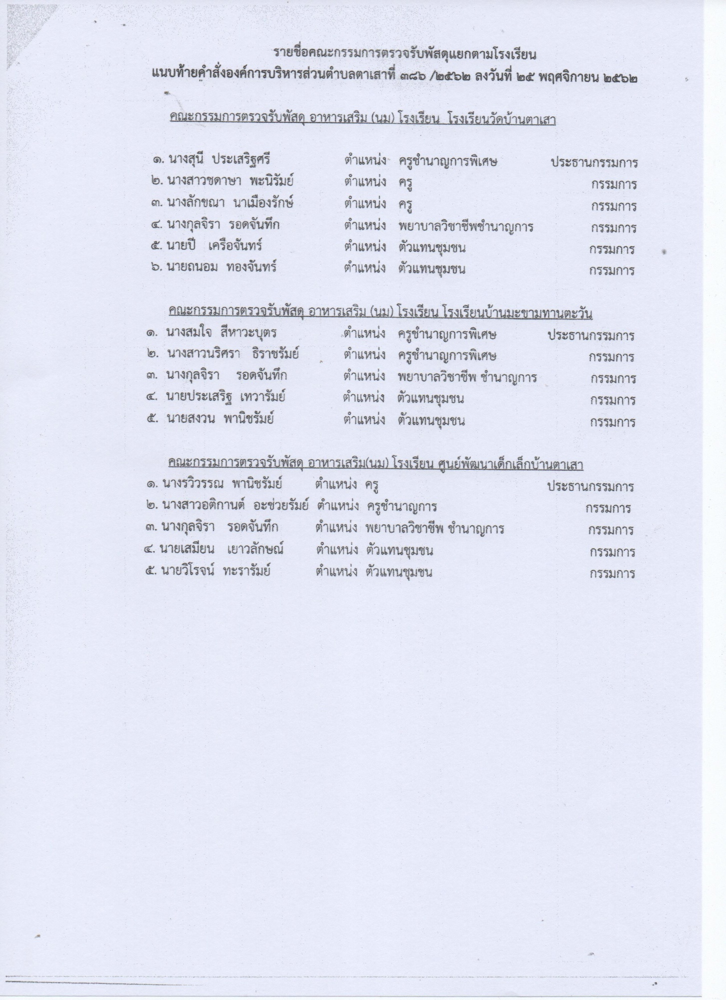 รายชื่อคณะกรรมการตรวจรับพัสดุแยกตามโรงเรียน
แนบท้ายคำสั่งองค์การบริหารส่วนตำบลตาเสาที่ ๓๘๖ /๒๕๖๒ ลงวันที่ ๒๕ พฤศจิกายน ๒๕๖๒
คณะกรรมการตรวจรับพัสดุ อาหารเสริม (นม) โรงเรียน โรงเรียนวัดบ้านตาเสา
๑. นางสุนี ประเสริฐศรี ตำแหน่ง ครูชำนาญการพิเศษ ประธานกรรมการ
๒. นางสาวชดาษา พะนิรัมย์ ตำแหน่ง ครู กรรมการ
๓. นางลักขณา นาเมืองรักษ์ ตำแหน่ง ครู กรรมการ
๔. นางกุลจิรา รอดจันทึก ตำแหน่ง พยาบาลวิชาชีพชำนาญการ กรรมการ
๕. นายปี เครือจันทร์ ตำแหน่ง ตัวแทนชุมชน กรรมการ
๖. นายถนอม ทองจันทร์ ตำแหน่ง ตัวแทนชุมชน กรรมการ
คณะกรรมการตรวจรับพัสดุ อาหารเสริม (นม) โรงเรียน โรงเรียนบ้านมะขามทานตะวัน
๑. นางสมใจ สีหาวะบุตร ตำแหน่ง ครูชำนาญการพิเศษ ประธานกรรมการ
๒. นางสาวนริศรา ธิราชรัมย์ ตำแหน่ง ครูชำนาญการพิเศษ กรรมการ
๓. นางกุลจิรา รอดจันทึก ตำแหน่ง พยาบาลวิชาชีพ ชำนาญการ กรรมการ
๔. นายประเสริฐ เทวารัมย์ ตำแหน่ง ตัวแทนชุมชน กรรมการ
๕. นายสงวน พานิชรัมย์ ตำแหน่ง ตัวแทนชุมชน กรรมการ
คณะกรรมการตรวจรับพัสดุ อาหารเสริม(นม) โรงเรียน ศูนย์พัฒนาเด็กเล็กบ้านตาเสา
๑. นางรวิวรรณ พานิชรัมย์ ตำแหน่ง ครู ประธานกรรมการ
๒. นางสาวอติกานต์ อะช่วยรัมย์ ตำแหน่ง ครูชำนาญการ กรรมการ
๓. นางกุลจิรา รอดจันทึก ตำแหน่ง พยาบาลวิชาชีพ ชำนาญการ กรรมการ
๔. นายเสมียน เยาวลักษณ์ ตำแหน่ง ตัวแทนชุมชน กรรมการ
๕. นายวิโรจน์ ทะรารัมย์ ตำแหน่ง ตัวแทนชุมชน กรรมการ